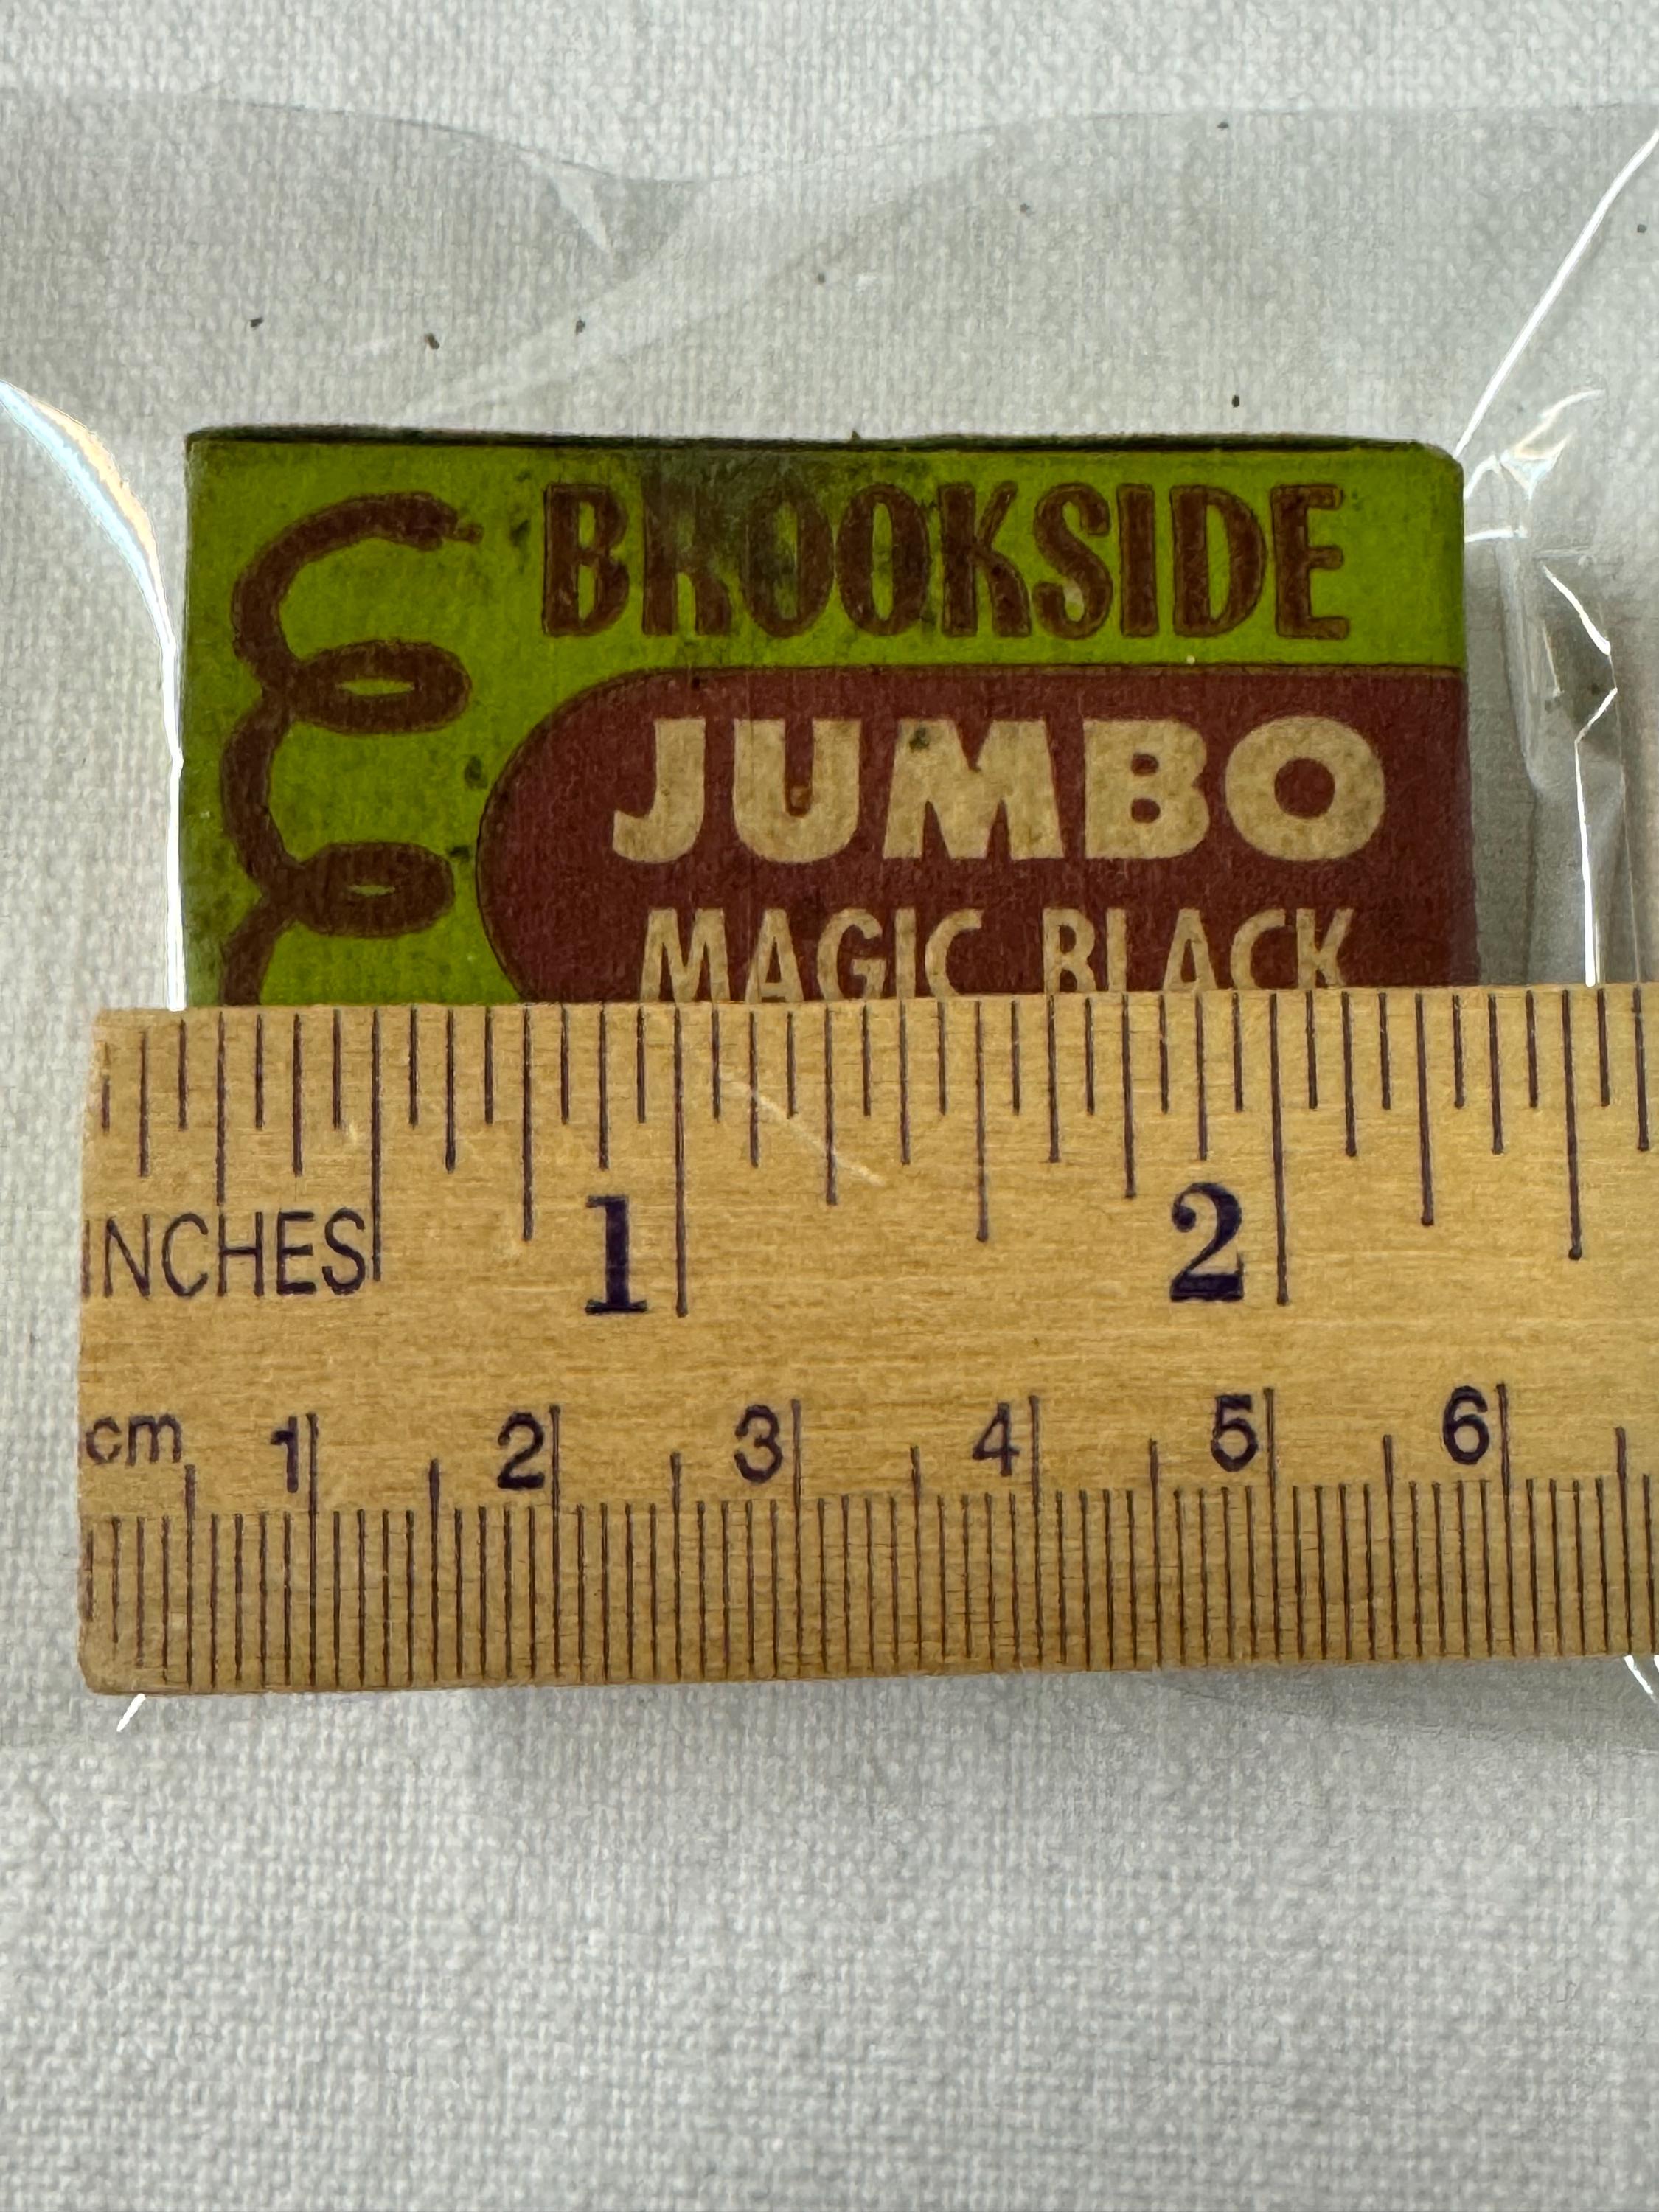 BROOKSIDE
JUMBO
MAGIC BLACK
INCHES 1 2
cm 1 2 3 4 5 6